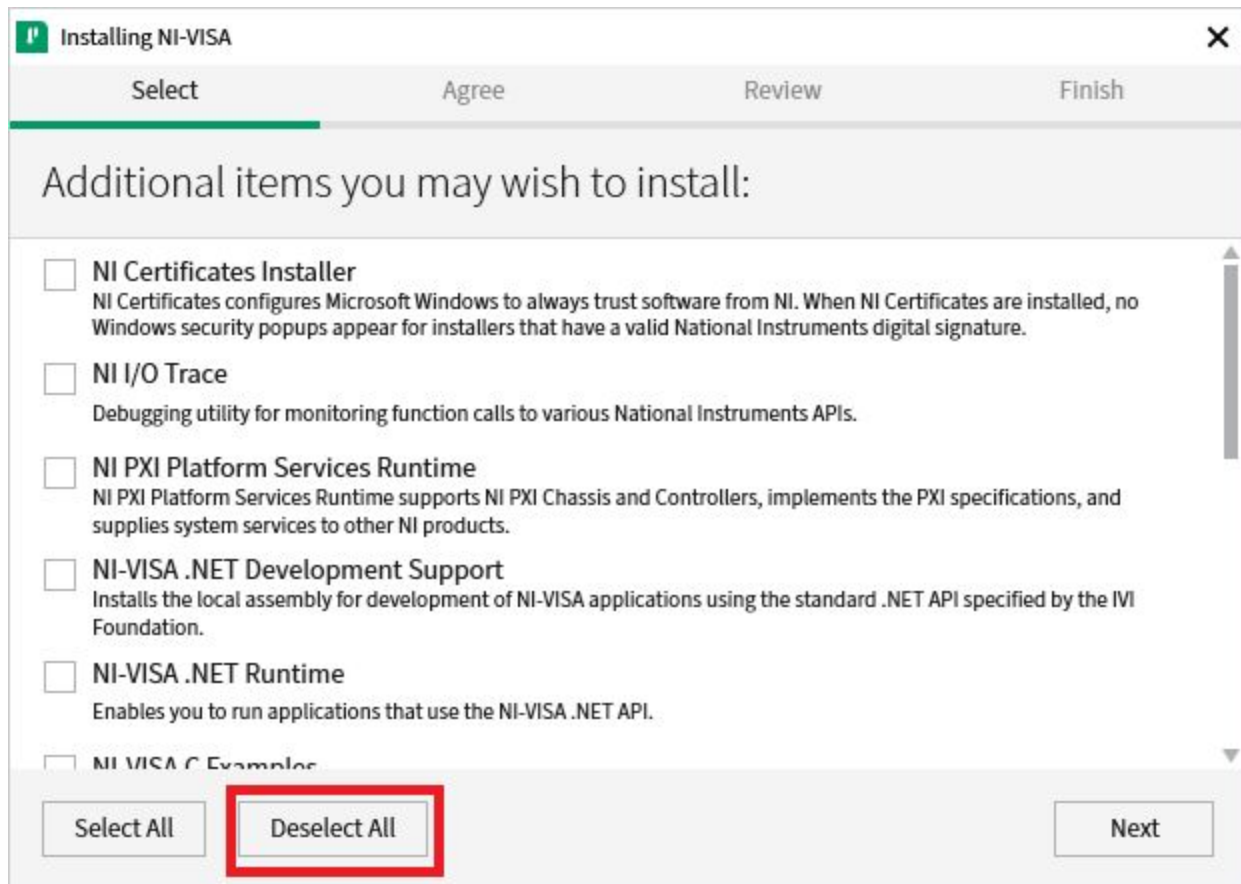 Installing NI-VISA
Select Agree Review Finish
Additional items you may wish to install:
NI Certificates Installer
NI Certificates configures Microsoft Windows to always trust software from NI. When NI Certificates are installed, no
Windows security popups appear for installers that have a valid National Instruments digital signature.
NI I/O Trace
Debugging utility for monitoring function calls to various National Instruments APIs.
NI PXI Platform Services Runtime
NI PXI Platform Services Runtime supports NI PXI Chassis and Controllers, implements the PXI specifications, and
supplies system services to other NI products.
NI-VISA .NET Development Support
Installs the local assembly for development of NI-VISA applications using the standard .NET API specified by the IVI
Foundation.
NI-VISA .NET Runtime
Enables you to run applications that use the NI-VISA .NET API.
NI-VISA C Examples
Select All Deselect All Next